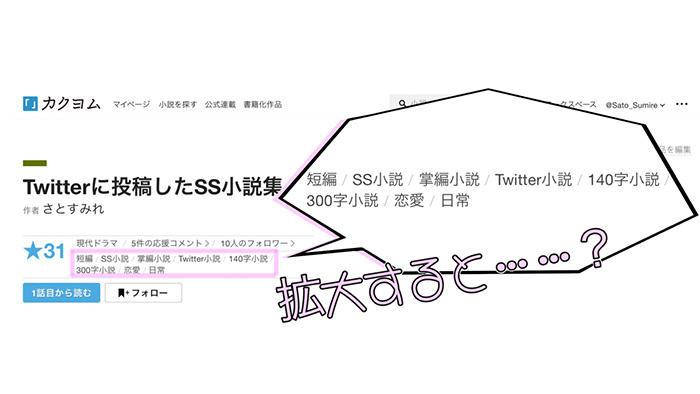 カクヨム マイページ 小説を探す 公式連載 書籍化作品 @Sato_Sumire
を編集
Twitterに投稿したSS小説集
作者 さとすみれ
★31
現代ドラマ / 5件の応援コメント > / 10人のフォロワー >
短編 / SS小説 / 掌編小説 / Twitter小説 / 140字小説 /
300字小説 / 恋愛 / 日常
1話目から読む フォロー
短編 / SS小説 / 掌編小説 / Twitter小説 / 140字小説 /
300字小説 / 恋愛 / 日常
拡大すると……?